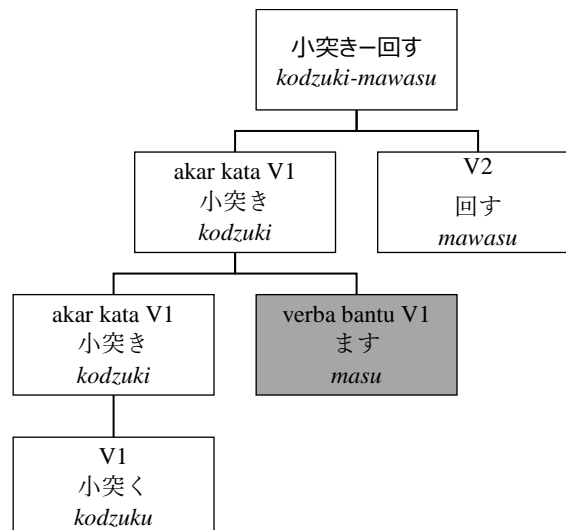 小突き−回す
kodzuki-mawasu
akar kata V1
小突き
kodzuki
V2
回す
mawasu
akar kata V1
小突き
kodzuki
verba bantu V1
ます
masu
V1
小突く
kodzuku